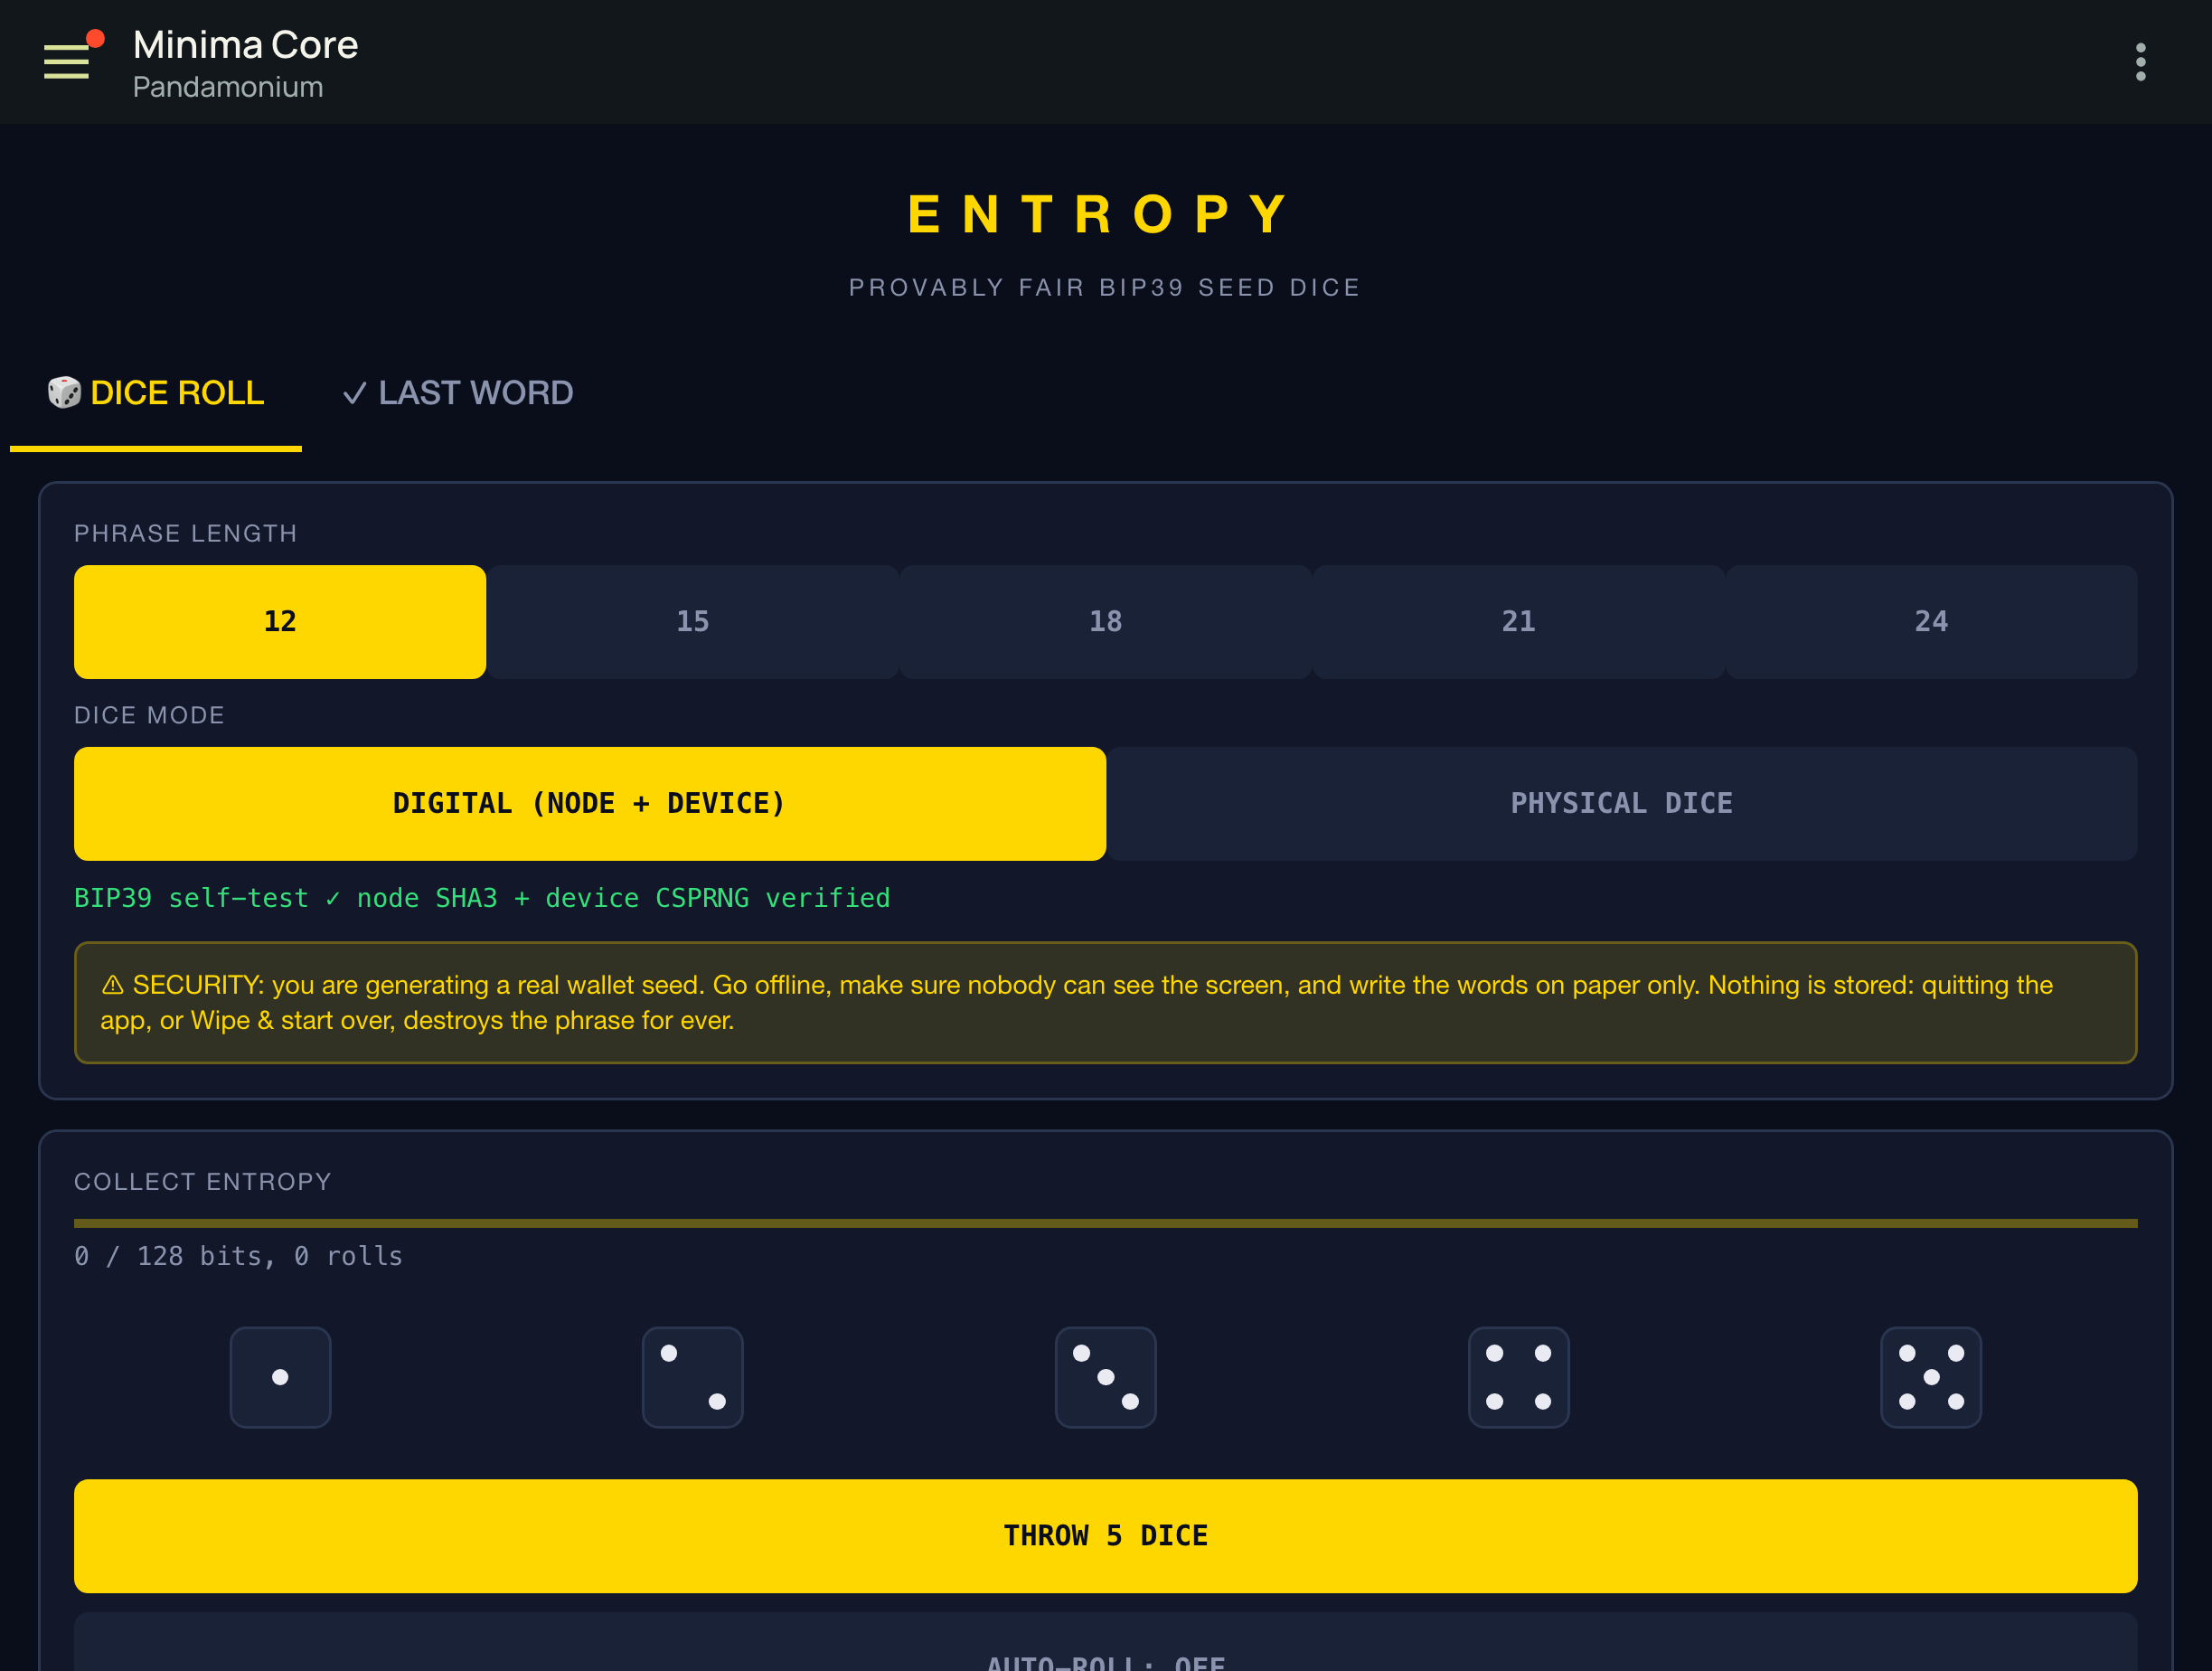 Minima Core
Pandamonium
ENTROPY
PROVABLY FAIR BIP39 SEED DICE
DICE ROLL
✓ LAST WORD
PHRASE LENGTH
12 15 18 21 24
DICE MODE
DIGITAL (NODE + DEVICE) PHYSICAL DICE
BIP39 self-test ✓ node SHA3 + device CSPRNG verified
⚠ SECURITY: you are generating a real wallet seed. Go offline, make sure nobody can see the screen, and write the words on paper only. Nothing is stored: quitting the
app, or Wipe & start over, destroys the phrase for ever.
COLLECT ENTROPY
0 / 128 bits, 0 rolls
THROW 5 DICE
AUTO-ROLL: OFF